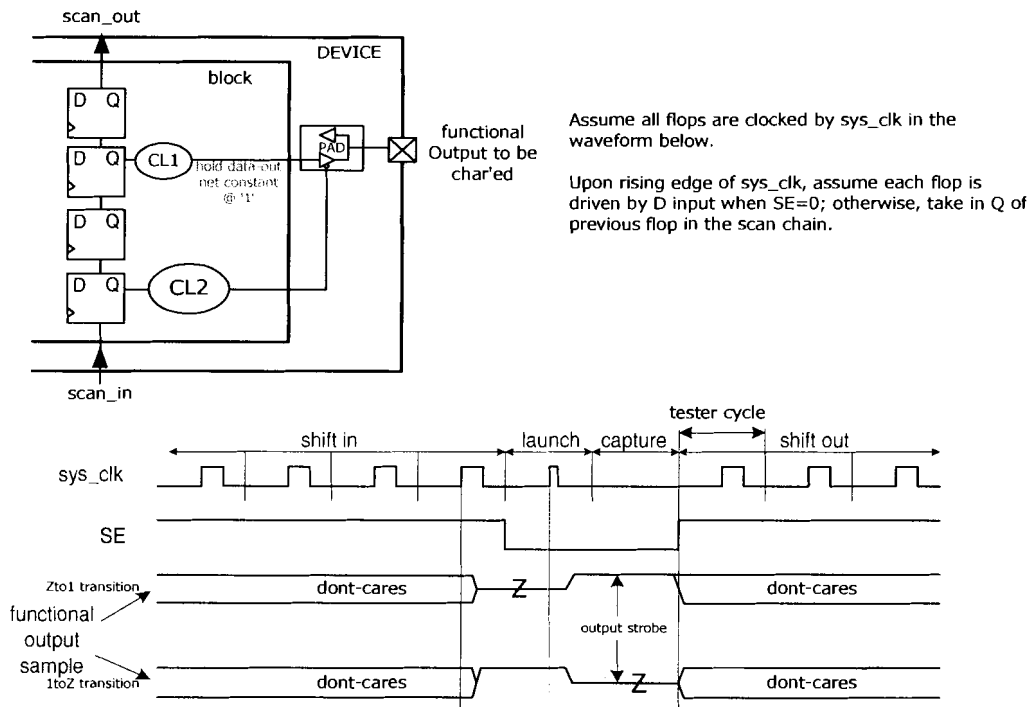 scan_out
DEVICE
block
D Q
D Q
CL1
hold data-out
net constant
@ '1'
PAD
functional
Output to be
char'ed
D Q
D Q
CL2
scan_in
Assume all flops are clocked by sys_clk in the
waveform below.
Upon rising edge of sys_clk, assume each flop is
driven by D input when SE=0; otherwise, take in Q of
previous flop in the scan chain.
tester cycle
shift in
launch
capture
shift out
sys_clk
SE
Zto1 transition
dont-cares
Z
dont-cares
functional
output
sample
output strobe
1toZ transition
dont-cares
Z
dont-cares